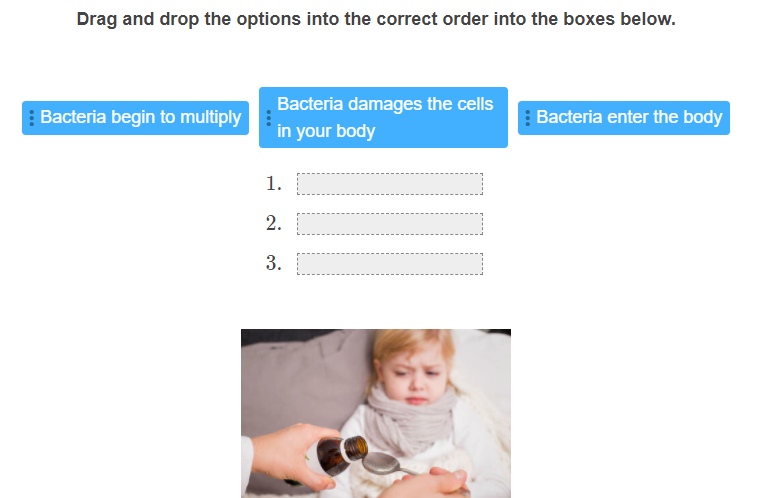 Drag and drop the options into the correct order into the boxes below.
Bacteria begin to multiply
Bacteria damages the cells
in your body
Bacteria enter the body
1.
2.
3.